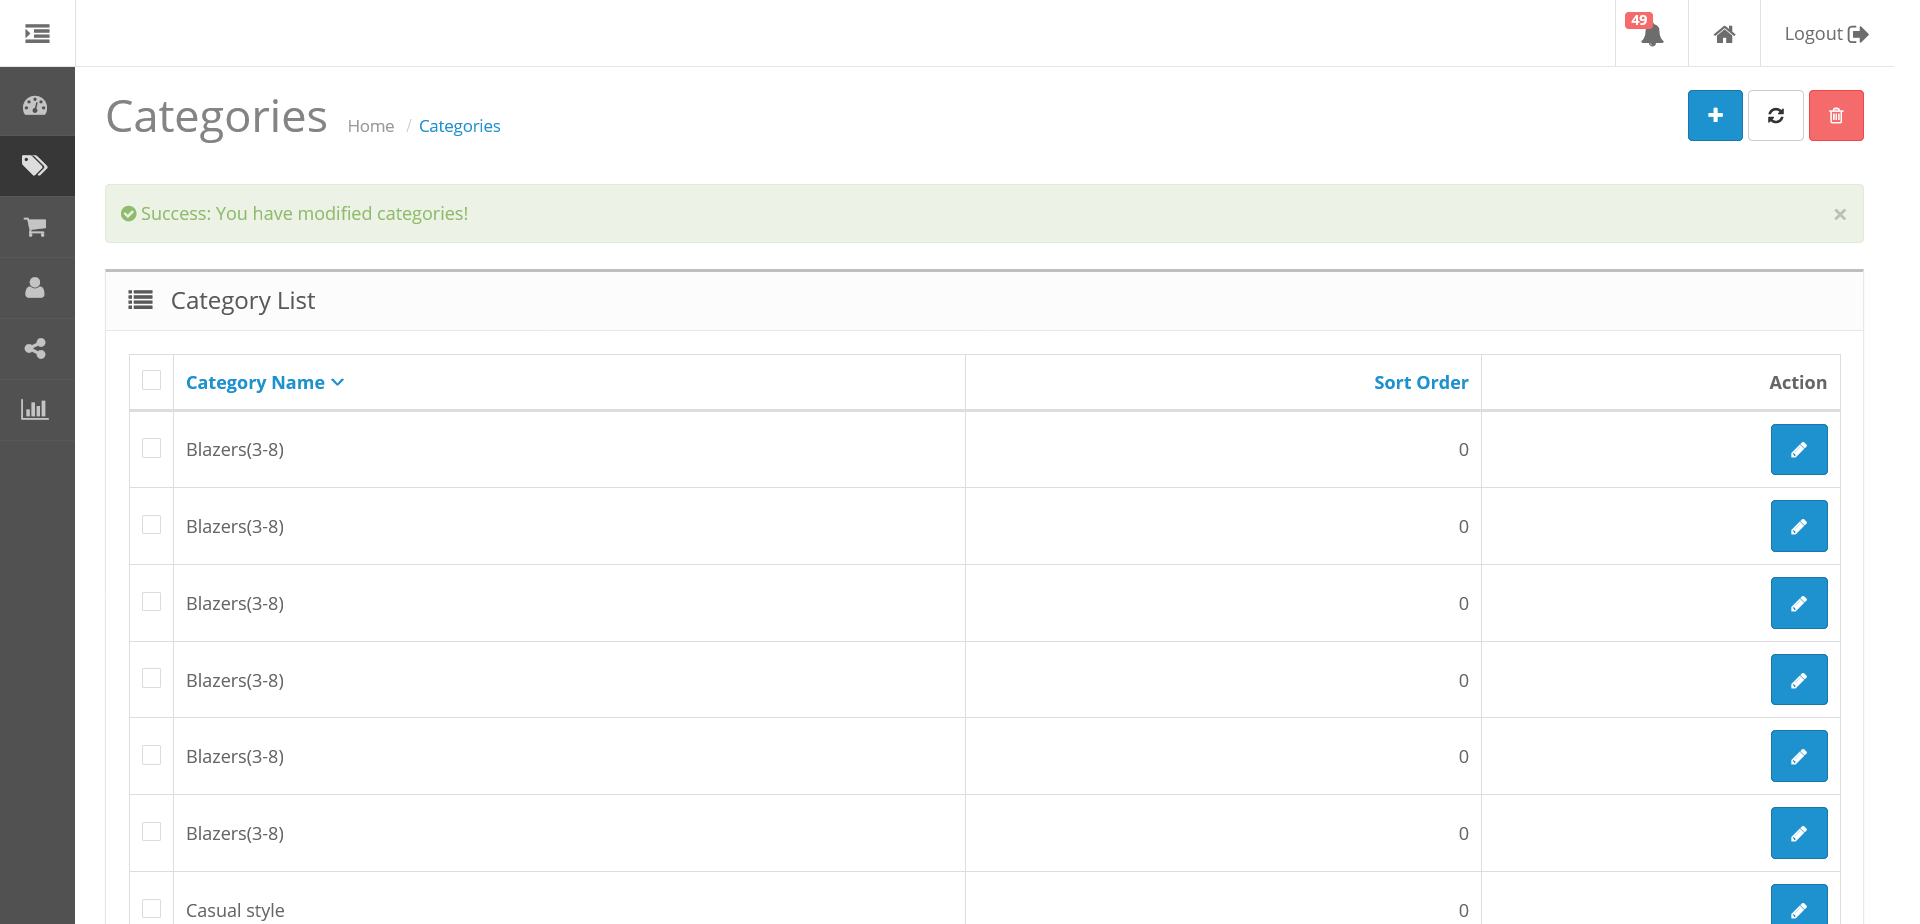 49
Logout
Categories
Home / Categories
Success: You have modified categories!
×
Category List
Category Name Sort Order Action
Blazers(3-8) 0
Blazers(3-8) 0
Blazers(3-8) 0
Blazers(3-8) 0
Blazers(3-8) 0
Blazers(3-8) 0
Casual style 0